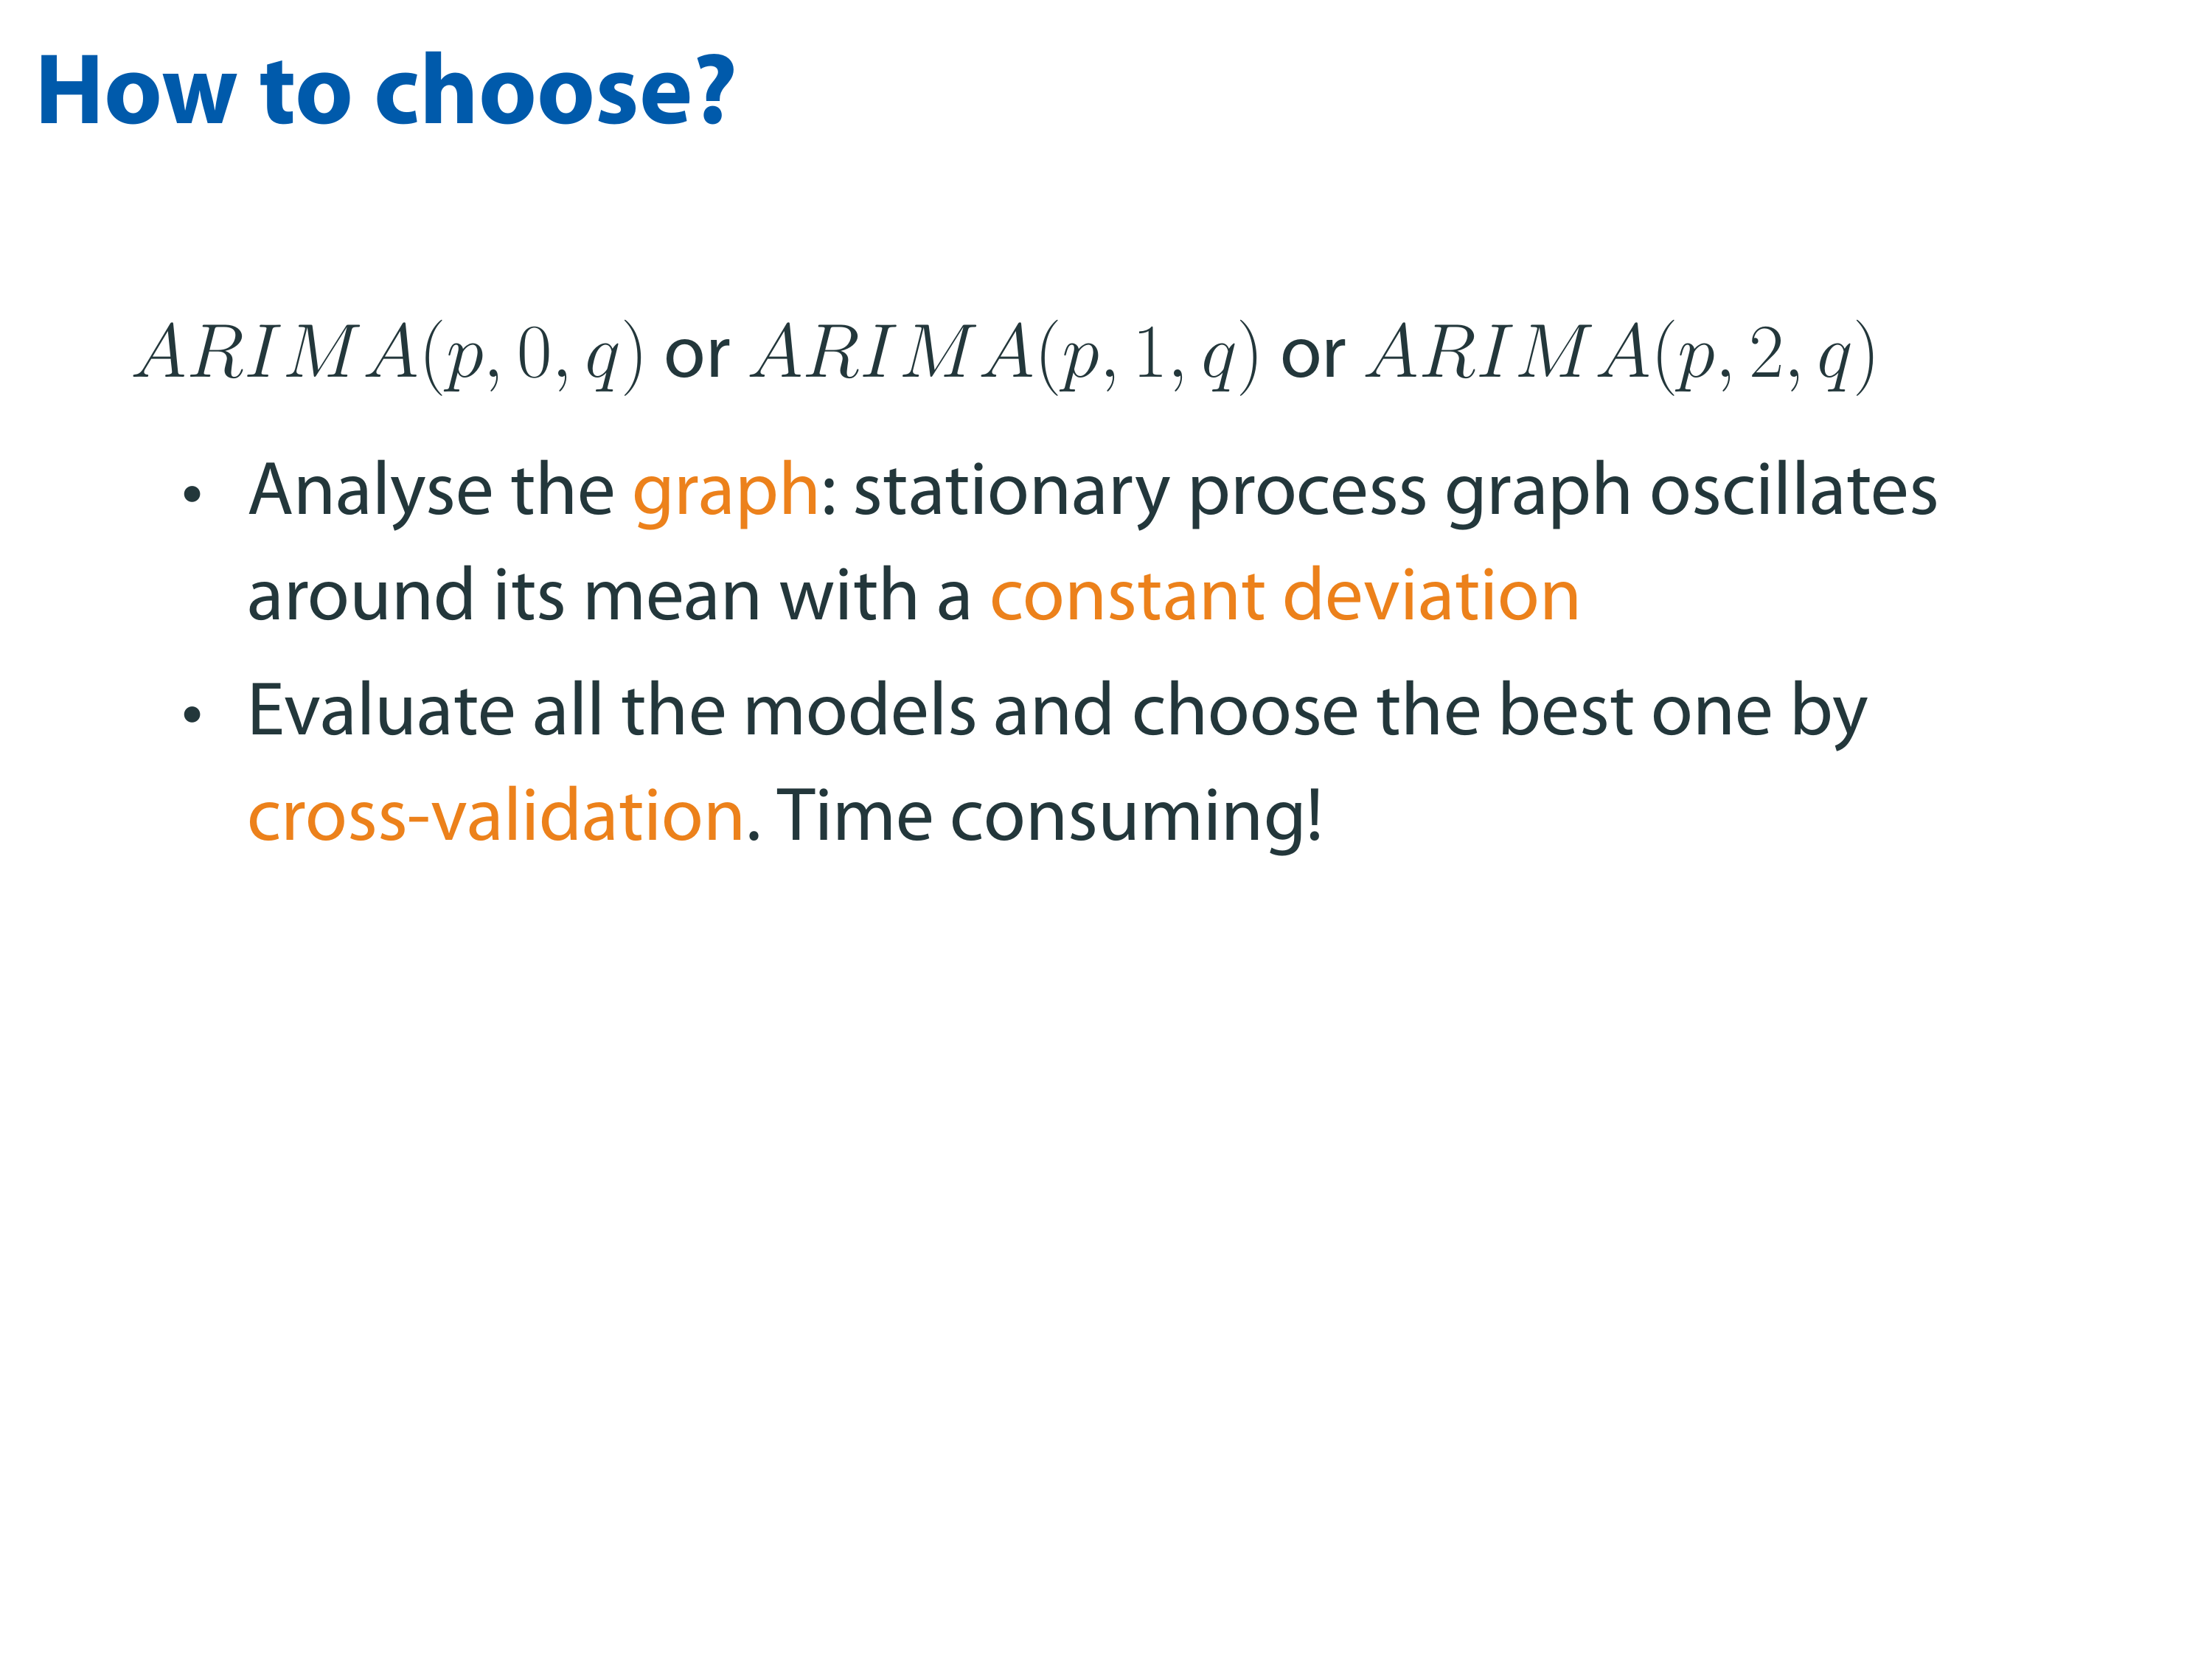 How to choose?
ARIMA(p, 0, q) or ARIMA(p, 1, q) or ARIMA(p, 2, q)
• Analyse the graph: stationary process graph oscillates
around its mean with a constant deviation
• Evaluate all the models and choose the best one by
cross-validation. Time consuming!